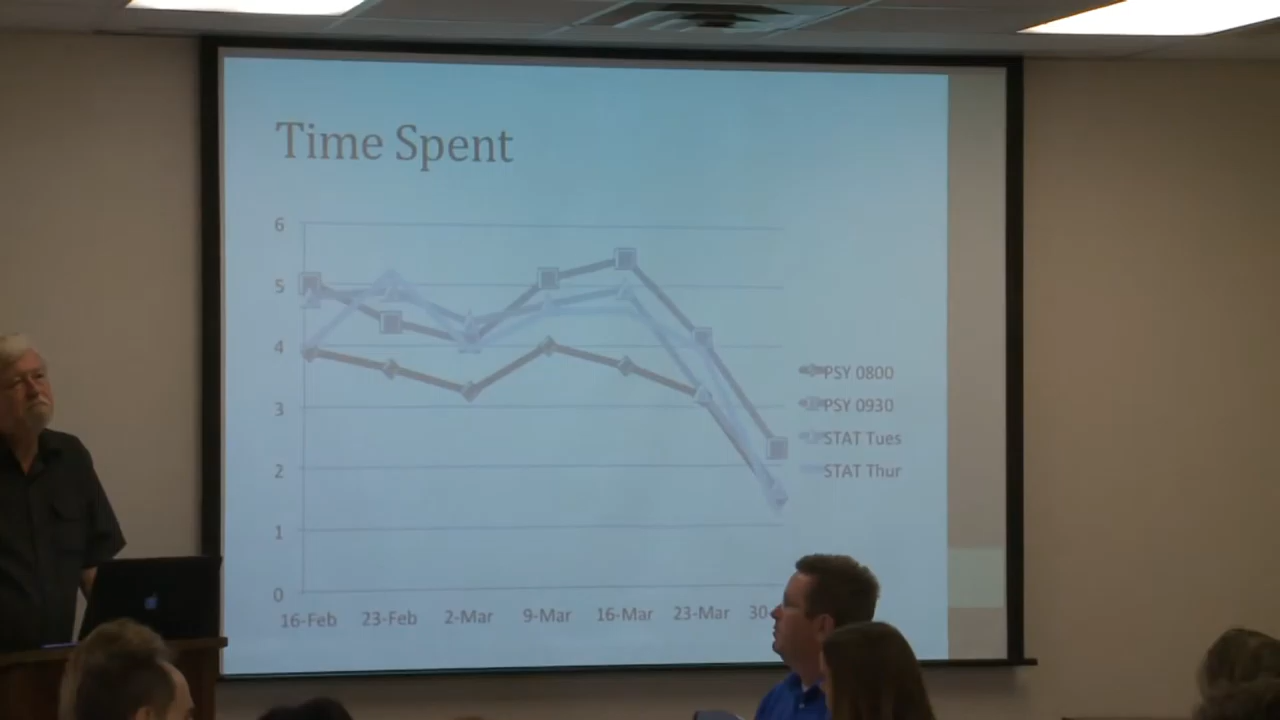 Time Spent
6
5
4
3
2
1
0
16-Feb 23-Feb 2-Mar 9-Mar 16-Mar 23-Mar 30-
PSY 0800
PSY 0930
STAT Tues
STAT Thur